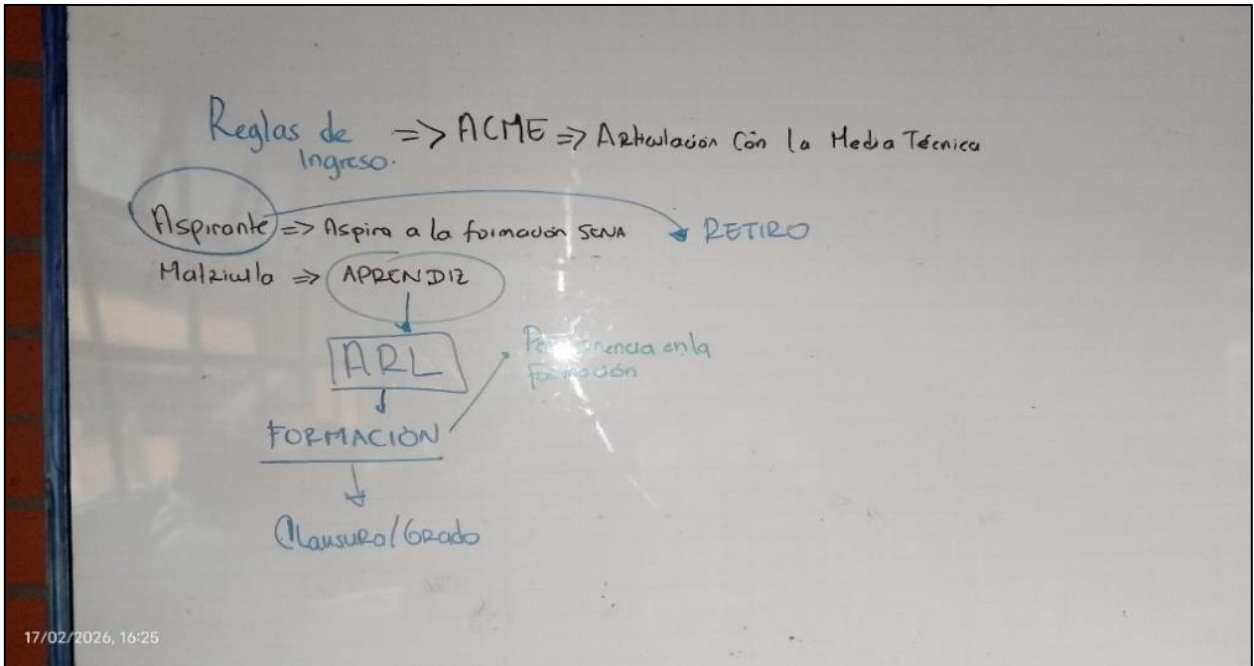 Reglas de => ACME => Articulación Con la Media Técnica
Ingreso.
Aspirante => Aspira a la formación SENA RETIRO
Matricula => APRENDIZ
ARL
Permanencia en la
Formación
FORMACIÓN
Clausura/Grado
17/02/2026, 16:25